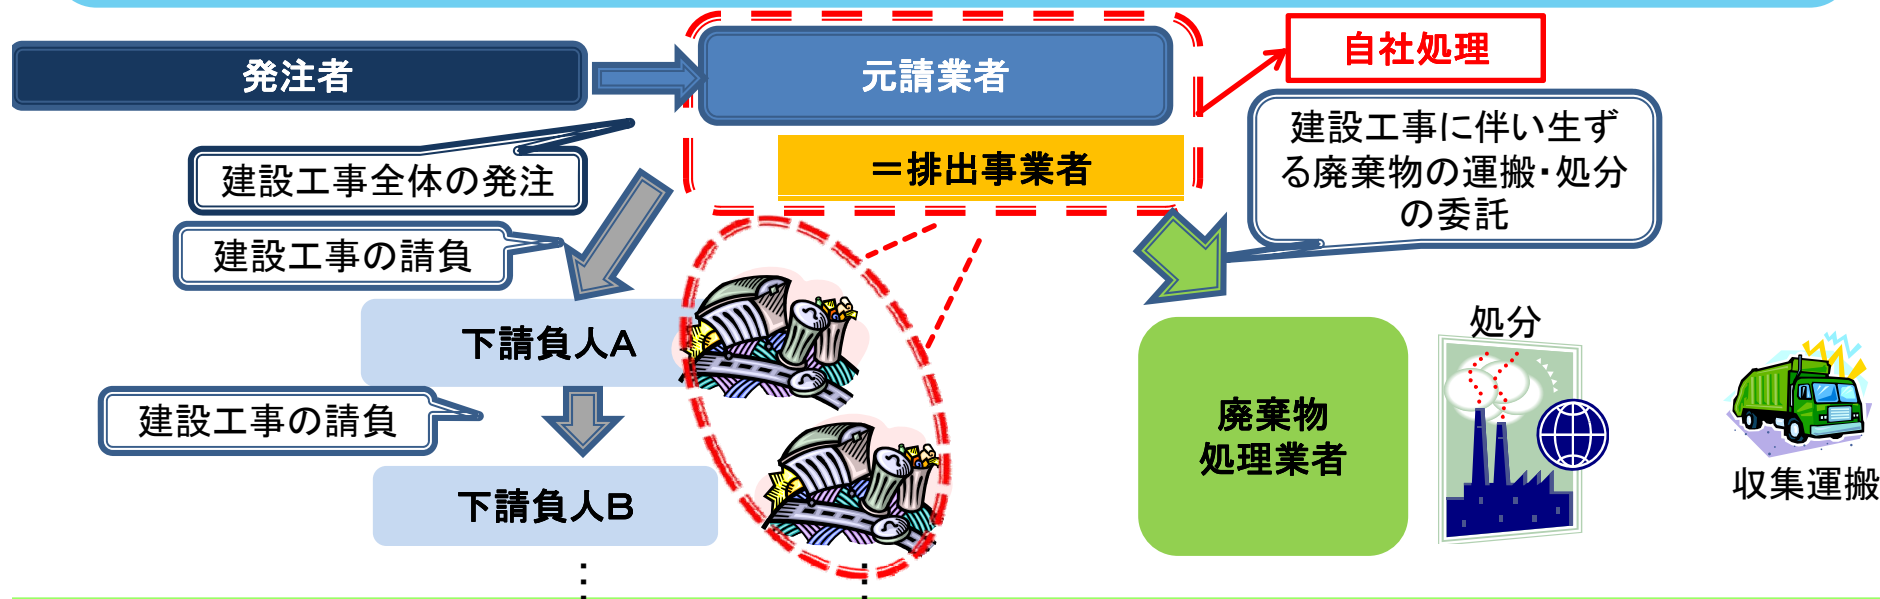 発注者
元請業者
自社処理
＝排出事業者
建設工事全体の発注
建設工事に伴い生ず
る廃棄物の運搬・処分
の委託
建設工事の請負
下請負人A
処分
建設工事の請負
廃棄物
処理業者
収集運搬
下請負人B